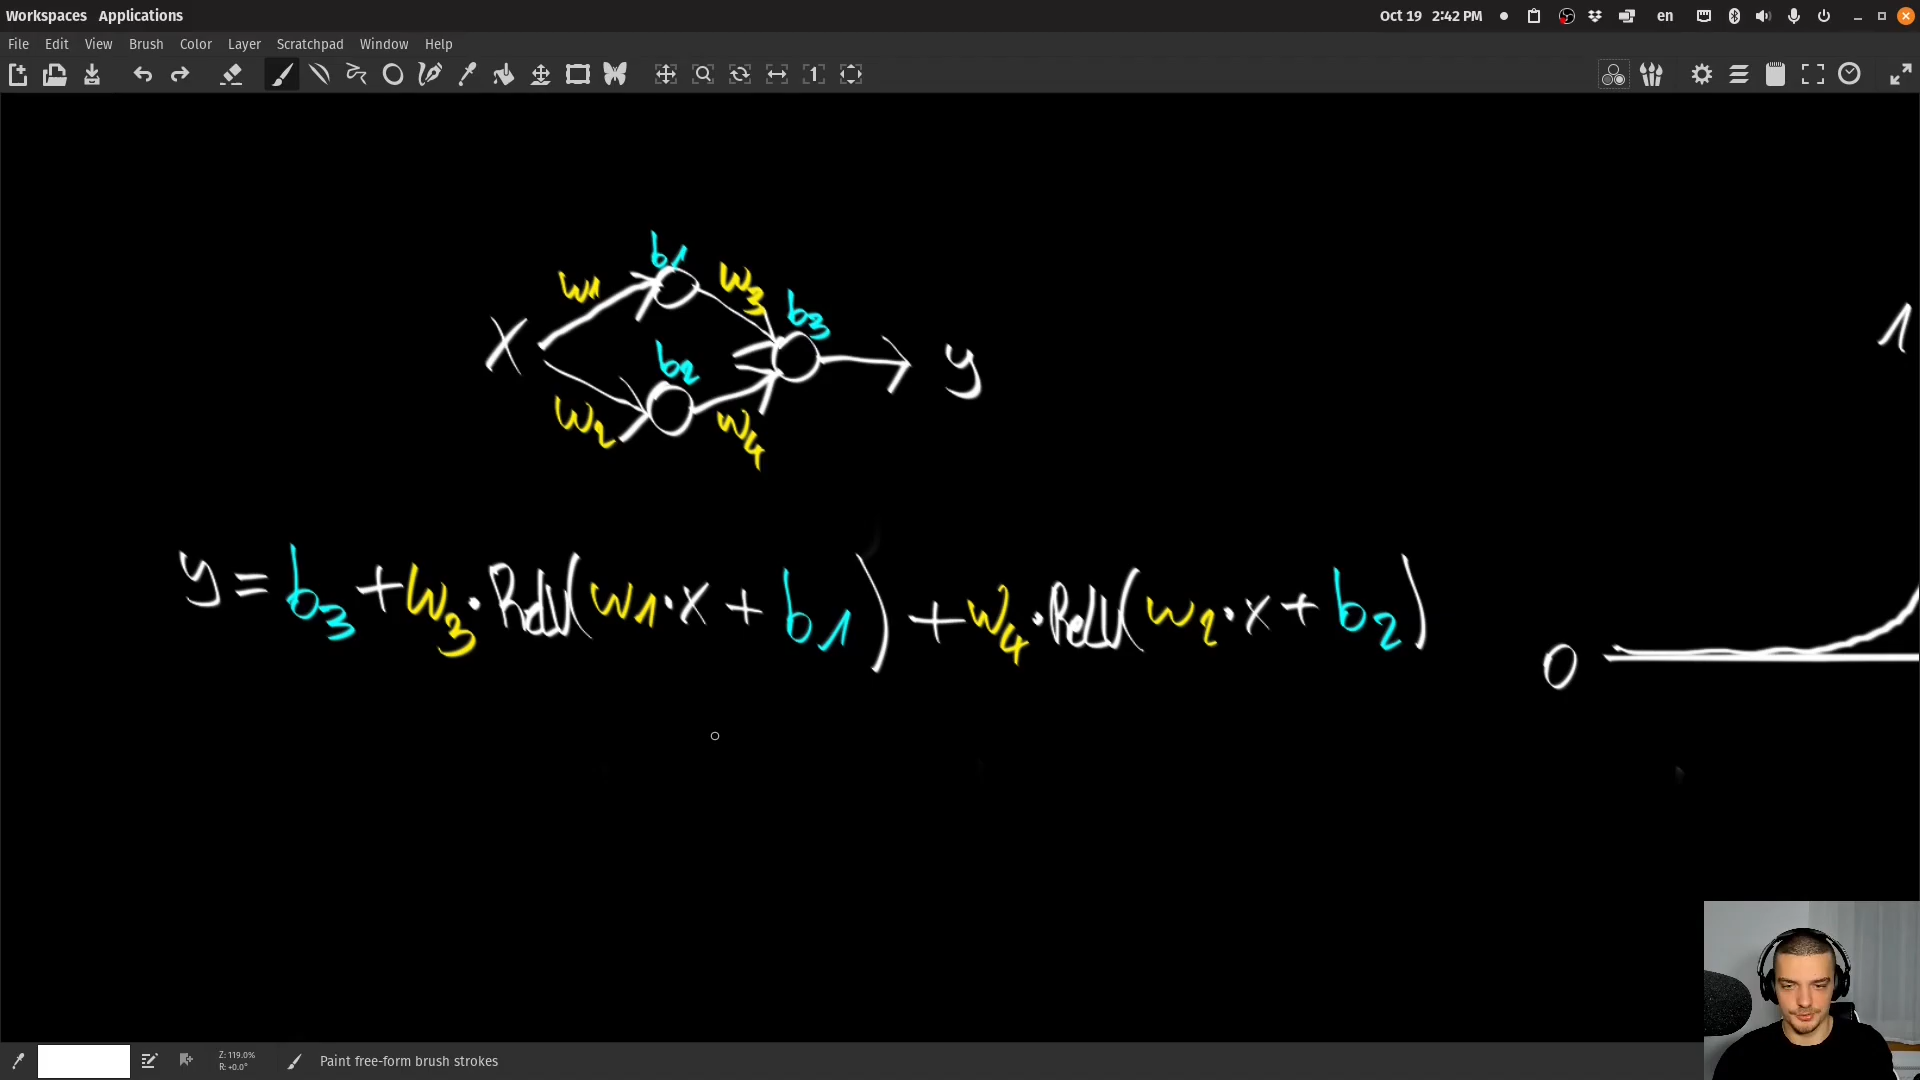 Workspaces Applications
Oct 19 2:42 PM
en
File Edit View Brush Color Layer Scratchpad Window Help
1
b1
w1
w3
b3
1
x
b2
y
w2
w4
y = b3 + w3 · Relu(w1 · x + b1) + w4 · Relu(w2 · x + b2)
0
Z: 119.0%
R: +0.0°
Paint free-form brush strokes